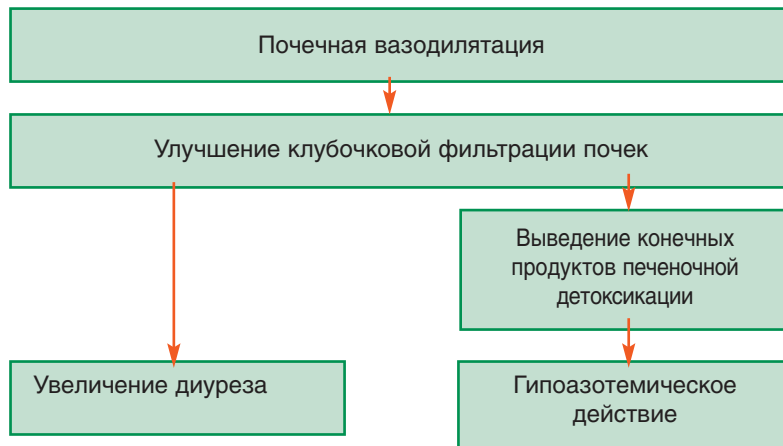 Почечная вазодилятация
Улучшение клубочковой фильтрации почек
Выведение конечных
продуктов печеночной
детоксикации
Увеличение диуреза
Гипоазотемическое
действие